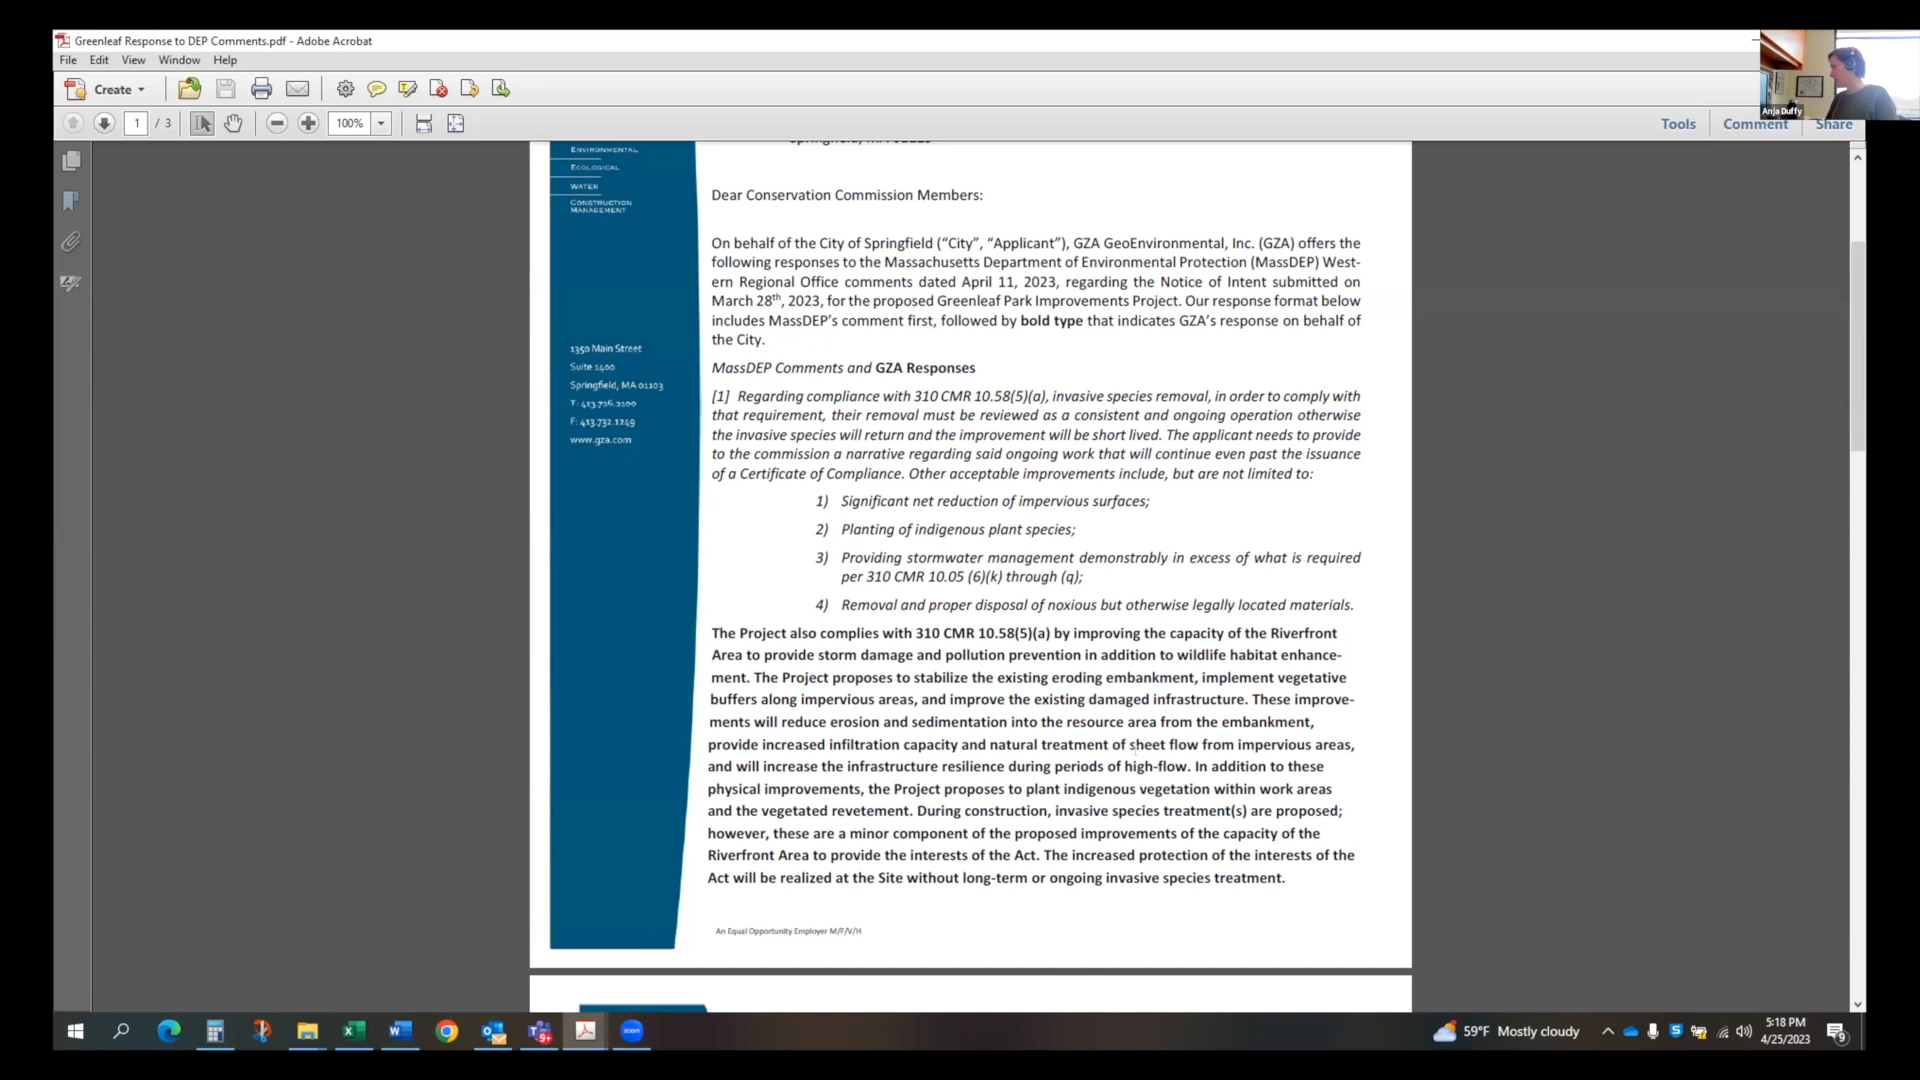 Greenleaf Response to DEP Comments.pdf - Adobe Acrobat
File Edit View Window Help
Create
1 / 3 100% Tools Comment Share
Anja Duffy
ENVIRONMENTAL
ECOLOGICAL
WATER
CONSTRUCTION
MANAGEMENT
1350 Main Street
Suite 1400
Springfield, MA 01103
T: 413.726.2100
F: 413.732.1249
www.gza.com
Dear Conservation Commission Members:
On behalf of the City of Springfield (“City”, “Applicant”), GZA GeoEnvironmental, Inc. (GZA) offers the
following responses to the Massachusetts Department of Environmental Protection (MassDEP) West-
ern Regional Office comments dated April 11, 2023, regarding the Notice of Intent submitted on
March 28th, 2023, for the proposed Greenleaf Park Improvements Project. Our response format below
includes MassDEP’s comment first, followed by bold type that indicates GZA’s response on behalf of
the City.
MassDEP Comments and GZA Responses
[1] Regarding compliance with 310 CMR 10.58(5)(a), invasive species removal, in order to comply with
that requirement, their removal must be reviewed as a consistent and ongoing operation otherwise
the invasive species will return and the improvement will be short lived. The applicant needs to provide
to the commission a narrative regarding said ongoing work that will continue even past the issuance
of a Certificate of Compliance. Other acceptable improvements include, but are not limited to:
1) Significant net reduction of impervious surfaces;
2) Planting of indigenous plant species;
3) Providing stormwater management demonstrably in excess of what is required
per 310 CMR 10.05 (6)(k) through (q);
4) Removal and proper disposal of noxious but otherwise legally located materials.
The Project also complies with 310 CMR 10.58(5)(a) by improving the capacity of the Riverfront
Area to provide storm damage and pollution prevention in addition to wildlife habitat enhance-
ment. The Project proposes to stabilize the existing eroding embankment, implement vegetative
buffers along impervious areas, and improve the existing damaged infrastructure. These improve-
ments will reduce erosion and sedimentation into the resource area from the embankment,
provide increased infiltration capacity and natural treatment of sheet flow from impervious areas,
and will increase the infrastructure resilience during periods of high-flow. In addition to these
physical improvements, the Project proposes to plant indigenous vegetation within work areas
and the vegetated revetement. During construction, invasive species treatment(s) are proposed;
however, these are a minor component of the proposed improvements of the capacity of the
Riverfront Area to provide the interests of the Act. The increased protection of the interests of the
Act will be realized at the Site without long-term or ongoing invasive species treatment.
An Equal Opportunity Employer M/F/V/H
59°F Mostly cloudy
5:18 PM
4/25/2023